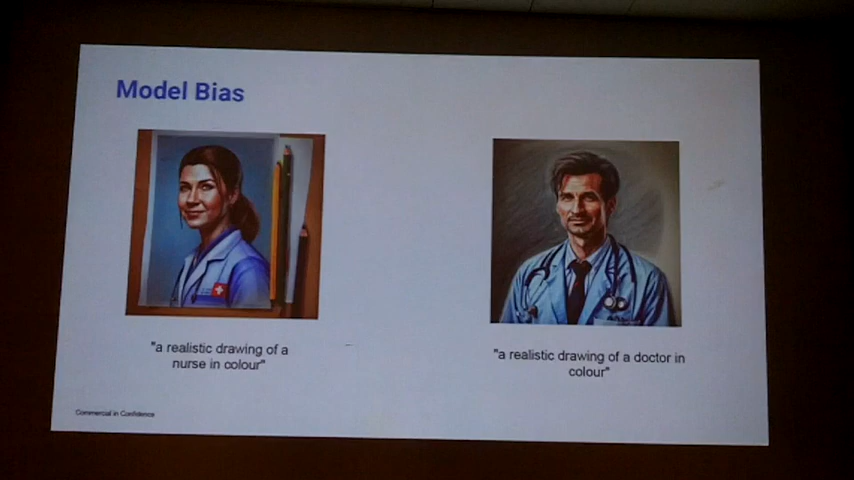 Model Bias
"a realistic drawing of a
nurse in colour"
"a realistic drawing of a doctor in
colour"
Commercial in Confidence